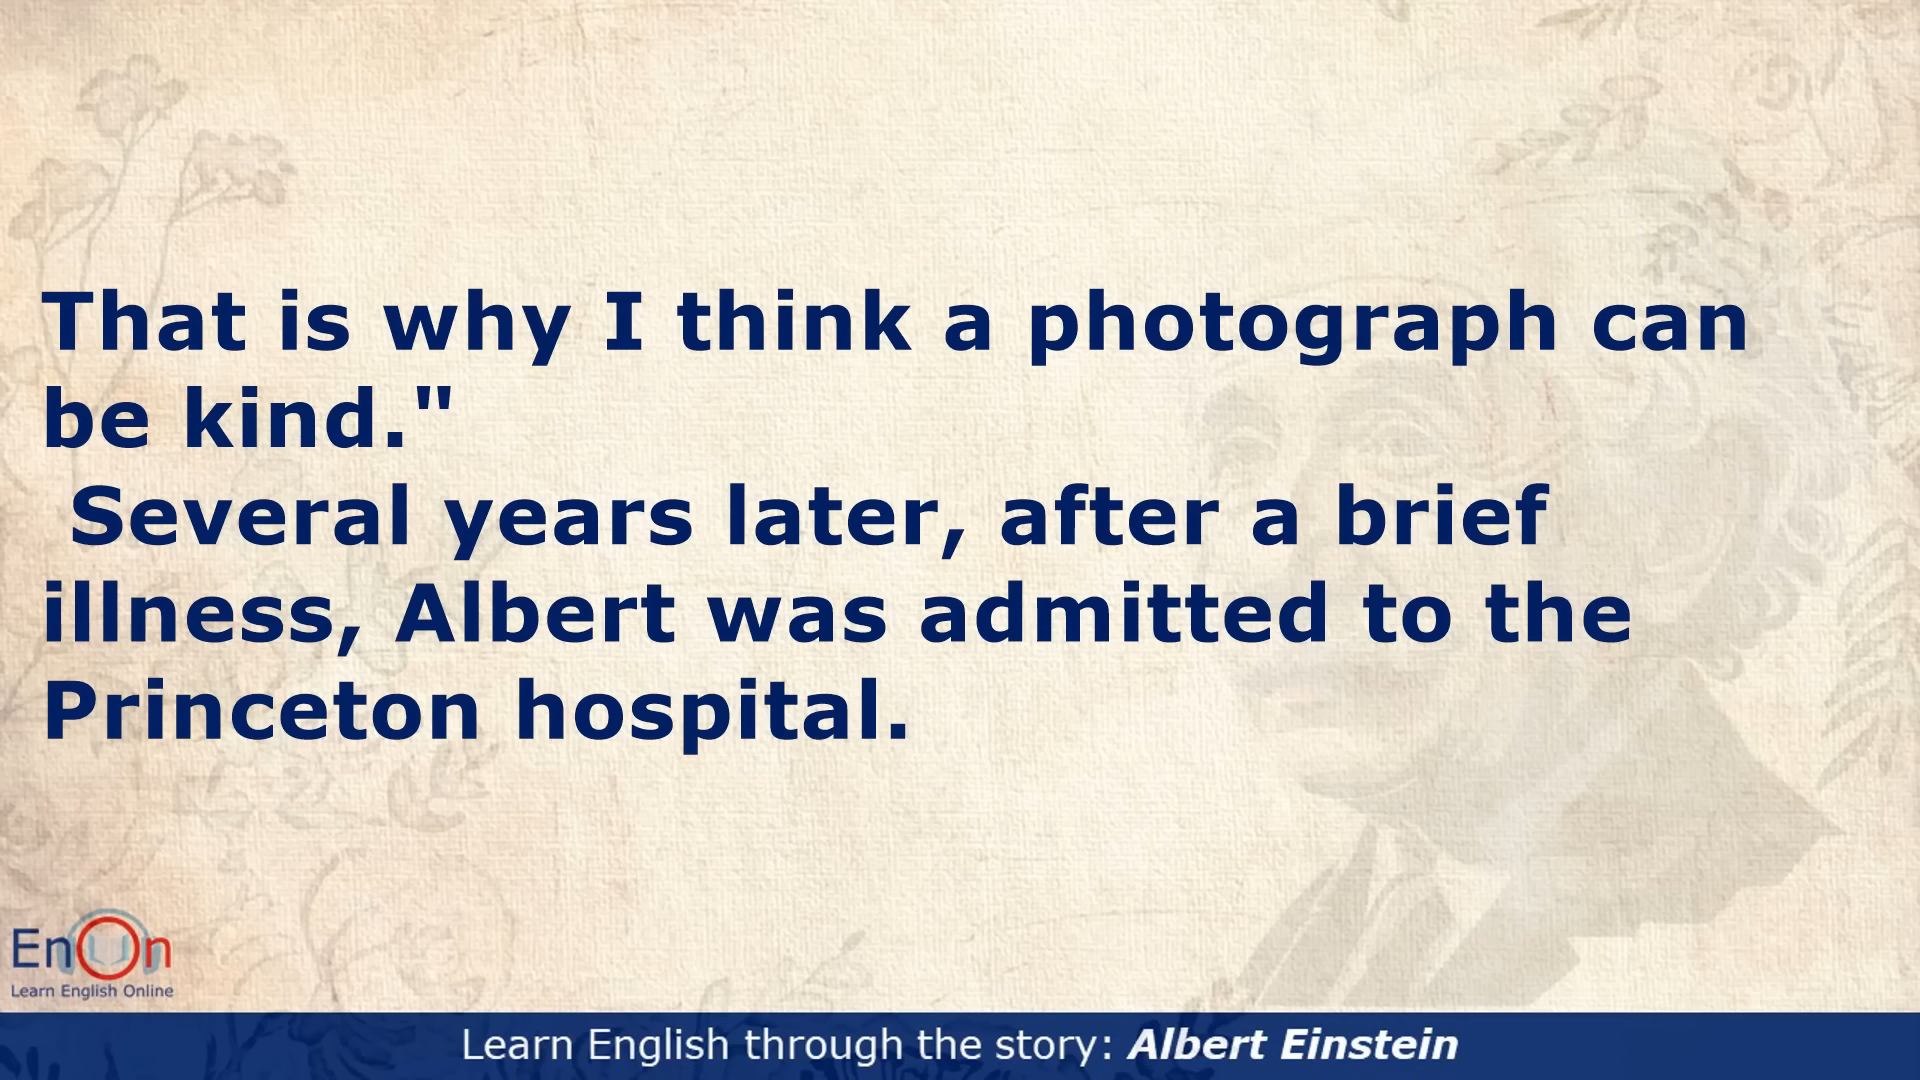 That is why I think a photograph can
be kind."
Several years later, after a brief
illness, Albert was admitted to the
Princeton hospital.
EnOn
Learn English Online
Learn English through the story: Albert Einstein